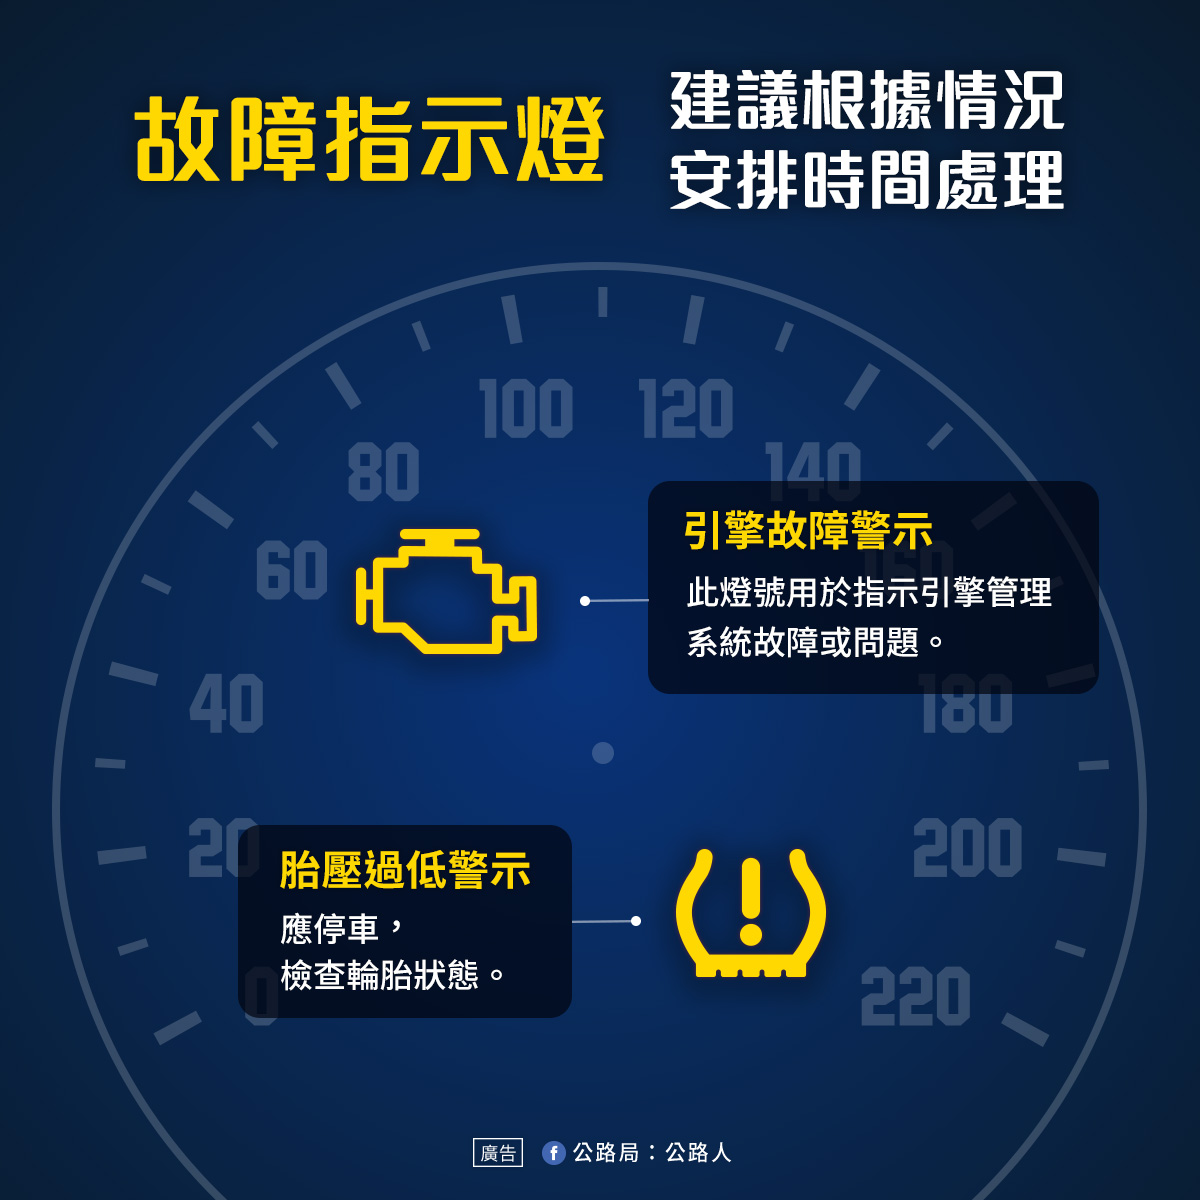 故障指示燈
建議根據情況
安排時間處理
100
120
80
140
60
160
40
180
20
200
0
220
引擎故障警示
此燈號用於指示引擎管理
系統故障或問題。
胎壓過低警示
應停車，
檢查輪胎狀態。
廣告
f 公路局：公路人